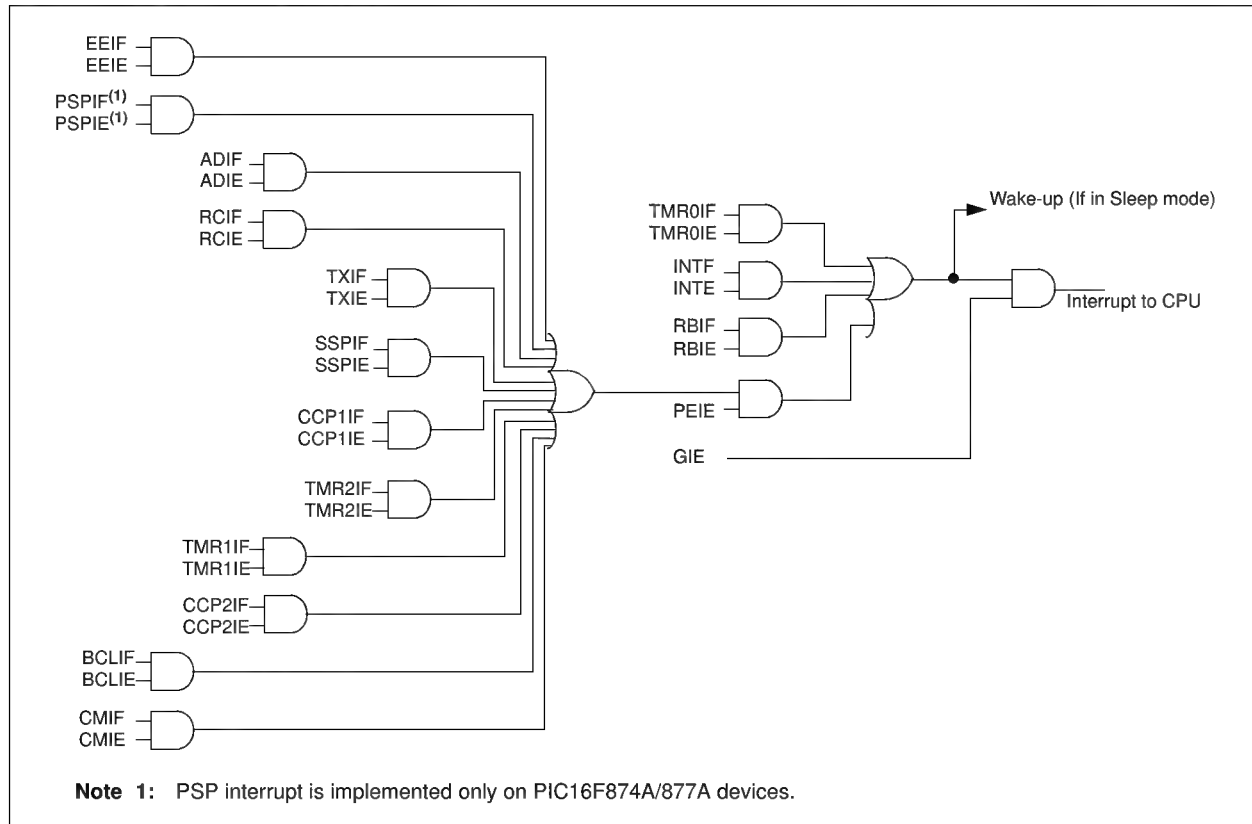 EEIF
EEIE
PSPIF(1)
PSPIE(1)
ADIF
ADIE
RCIF
RCIE
TXIF
TXIE
SSPIF
SSPIE
CCP1IF
CCP1IE
TMR2IF
TMR2IE
TMR1IF
TMR1IE
CCP2IF
CCP2IE
BCLIF
BCLIE
CMIF
CMIE
TMR0IF
TMR0IE
INTF
INTE
RBIF
RBIE
PEIE
GIE
Wake-up (If in Sleep mode)
Interrupt to CPU
Note 1: PSP interrupt is implemented only on PIC16F874A/877A devices.